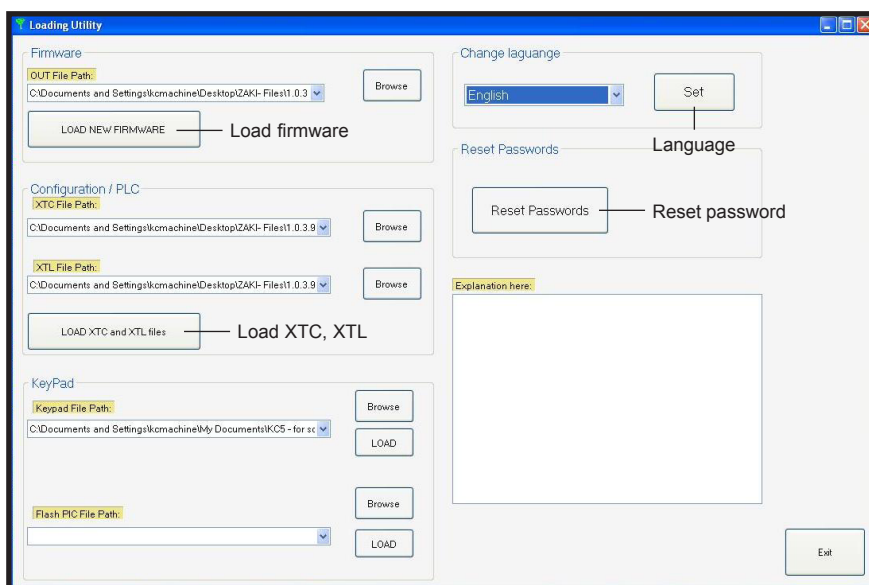 Loading Utility
Firmware
OUT File Path:
C:\Documents and Settings\kcmachine\Desktop\ZAKI- Files\1.0.3
Browse
LOAD NEW FIRMWARE
Load firmware
Configuration / PLC
XTC File Path:
C:\Documents and Settings\kcmachine\Desktop\ZAKI- Files\1.0.3.9
Browse
XTL File Path:
C:\Documents and Settings\kcmachine\Desktop\ZAKI- Files\1.0.3.9
Browse
LOAD XTC and XTL files
Load XTC, XTL
KeyPad
Keypad File Path:
Browse
C:\Documents and Settings\kcmachine\My Documents\KC5 - for sc
LOAD
Browse
Flash PIC File Path:
LOAD
Change laguange
English
Set
Language
Reset Passwords
Reset Passwords
Reset password
Explanation here:
Exit